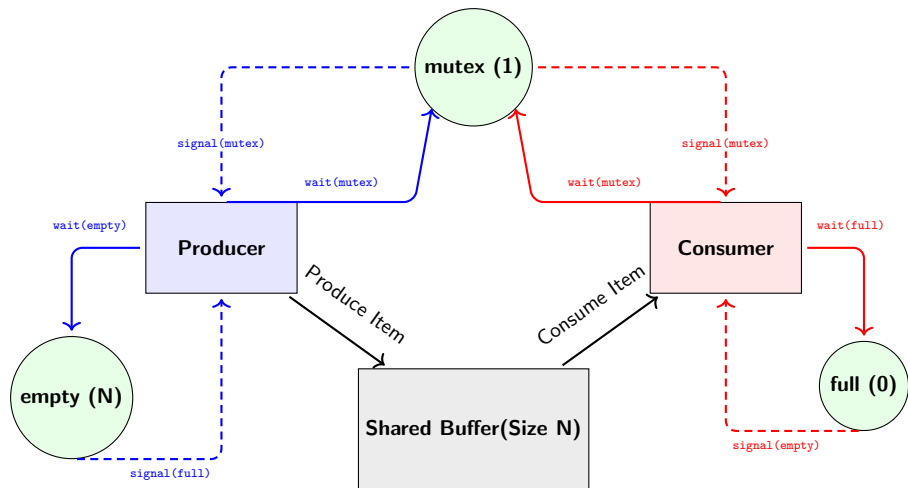 mutex (1)
signal(mutex)
signal(mutex)
wait(mutex)
wait(mutex)
wait(empty)
wait(full)
Producer
Consumer
Produce Item
Consume Item
empty (N)
full (0)
Shared Buffer(Size N)
signal(full)
signal(empty)